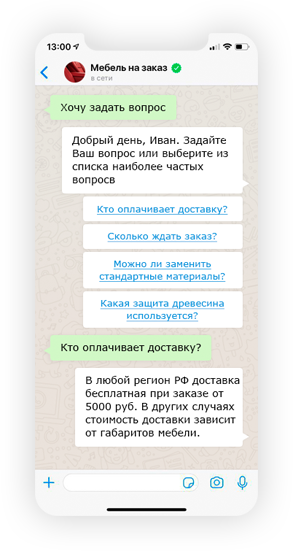 13:00
Мебель на заказ
в сети
Хочу задать вопрос
Добрый день, Иван. Задайте
Ваш вопрос или выберите из
списка наиболее частых
вопросв
Кто оплачивает доставку?
Сколько ждать заказ?
Можно ли заменить
стандартные материалы?
Какая защита древесина
используется?
Кто оплачивает доставку?
В любой регион РФ доставка
бесплатная при заказе от
5000 руб. В других случаях
стоимость доставки зависит
от габаритов мебели.